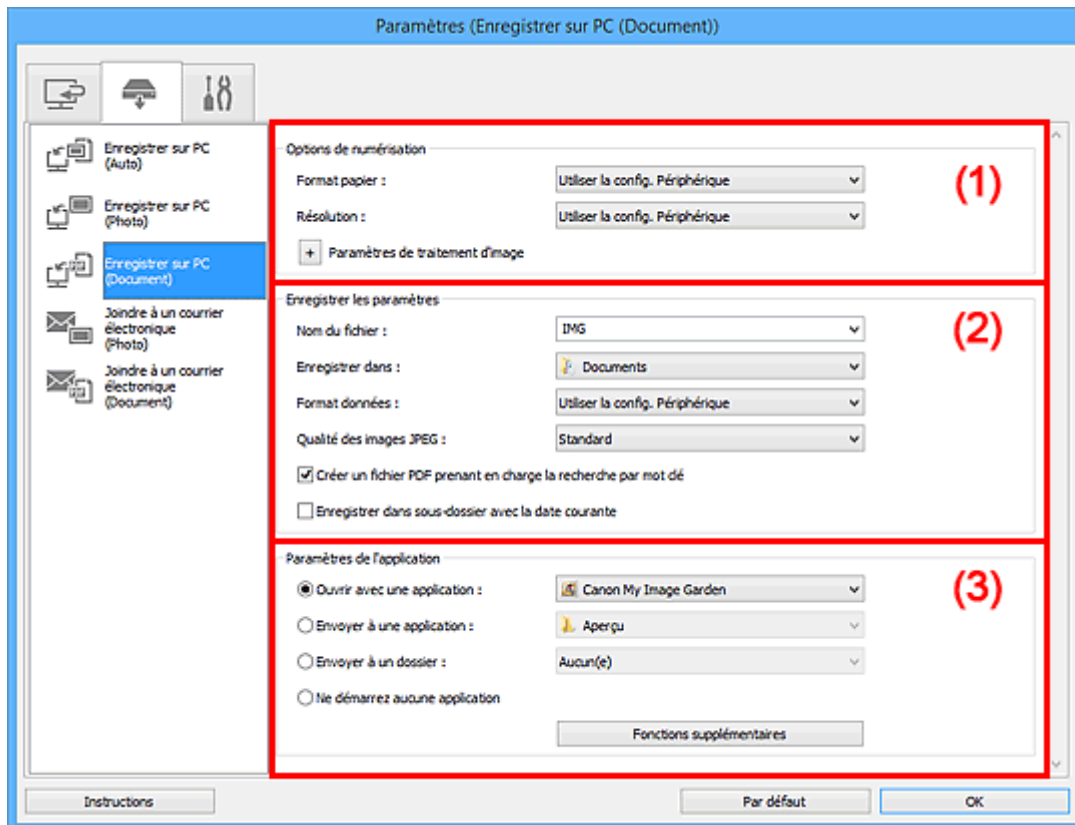 Paramètres (Enregistrer sur PC (Document))
Enregistrer sur PC
(Auto)
Enregistrer sur PC
(Photo)
Enregistrer sur PC
(Document)
Joindre à un courrier
électronique
(Photo)
Joindre à un courrier
électronique
(Document)
Options de numérisation
(1)
Format papier : Utiliser la config. Périphérique
Résolution : Utiliser la config. Périphérique
+ Paramètres de traitement d'image
Enregistrer les paramètres
(2)
Nom du fichier : IMG
Enregistrer dans : Documents
Format données : Utiliser la config. Périphérique
Qualité des images JPEG : Standard
Créer un fichier PDF prenant en charge la recherche par mot clé
Enregistrer dans sous-dossier avec la date courante
Paramètres de l'application
(3)
Ouvrir avec une application : Canon My Image Garden
Envoyer à une application : Aperçu
Envoyer à un dossier : Aucun(e)
Ne démarrez aucune application
Fonctions supplémentaires
Instructions
Par défaut
OK